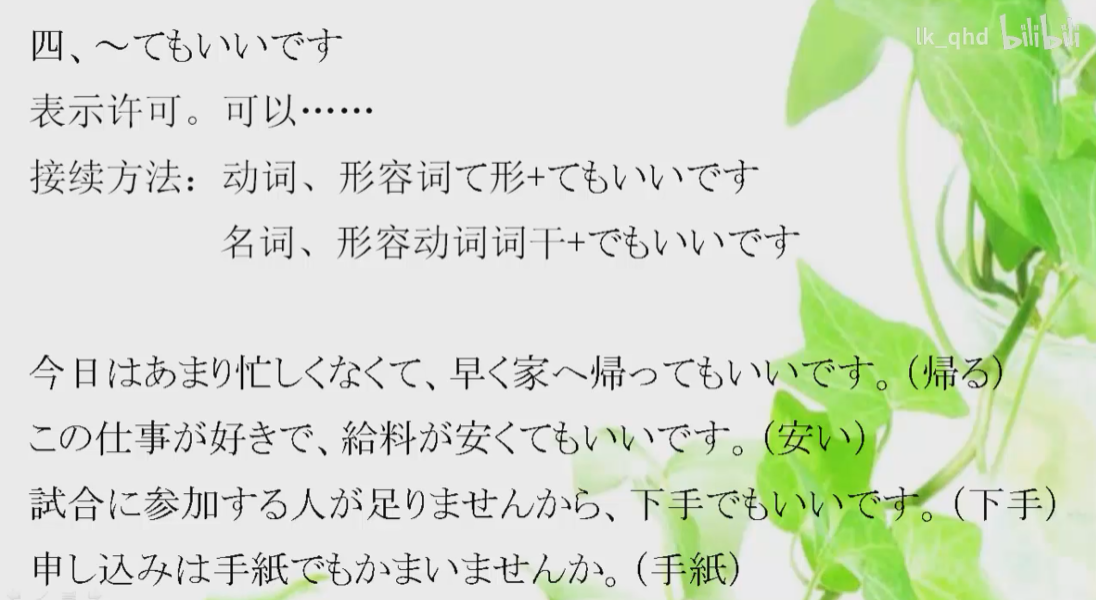 lk_qhd bilibili
四、～てもいいです
表示许可。可以……
接续方法：动词、形容词て形+てもいいです
名词、形容动词词干+でもいいです
今日はあまり忙しくなくて、早く家へ帰ってもいいです。（帰る）
この仕事が好きで、給料が安くてもいいです。（安い）
試合に参加する人が足りませんから、下手でもいいです。（下手）
申し込みは手紙でもかまいませんか。（手紙）